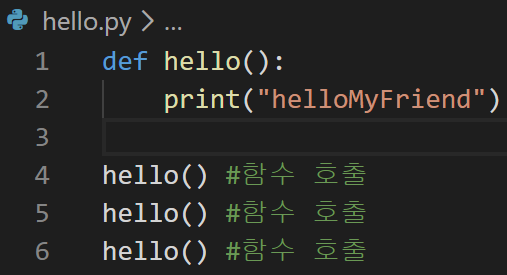 hello.py > ...
1 def hello():
2     print("helloMyFriend")
3
4 hello() #함수 호출
5 hello() #함수 호출
6 hello() #함수 호출